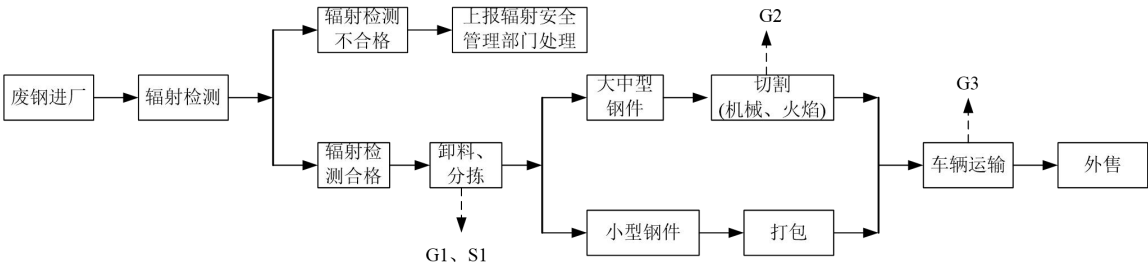 废钢进厂
辐射检测
辐射检测
不合格
上报辐射安全
管理部门处理
辐射检
测合格
卸料、
分拣
G1、S1
大中型
钢件
G2
切割
(机械、火焰)
小型钢件
打包
G3
车辆运输
外售